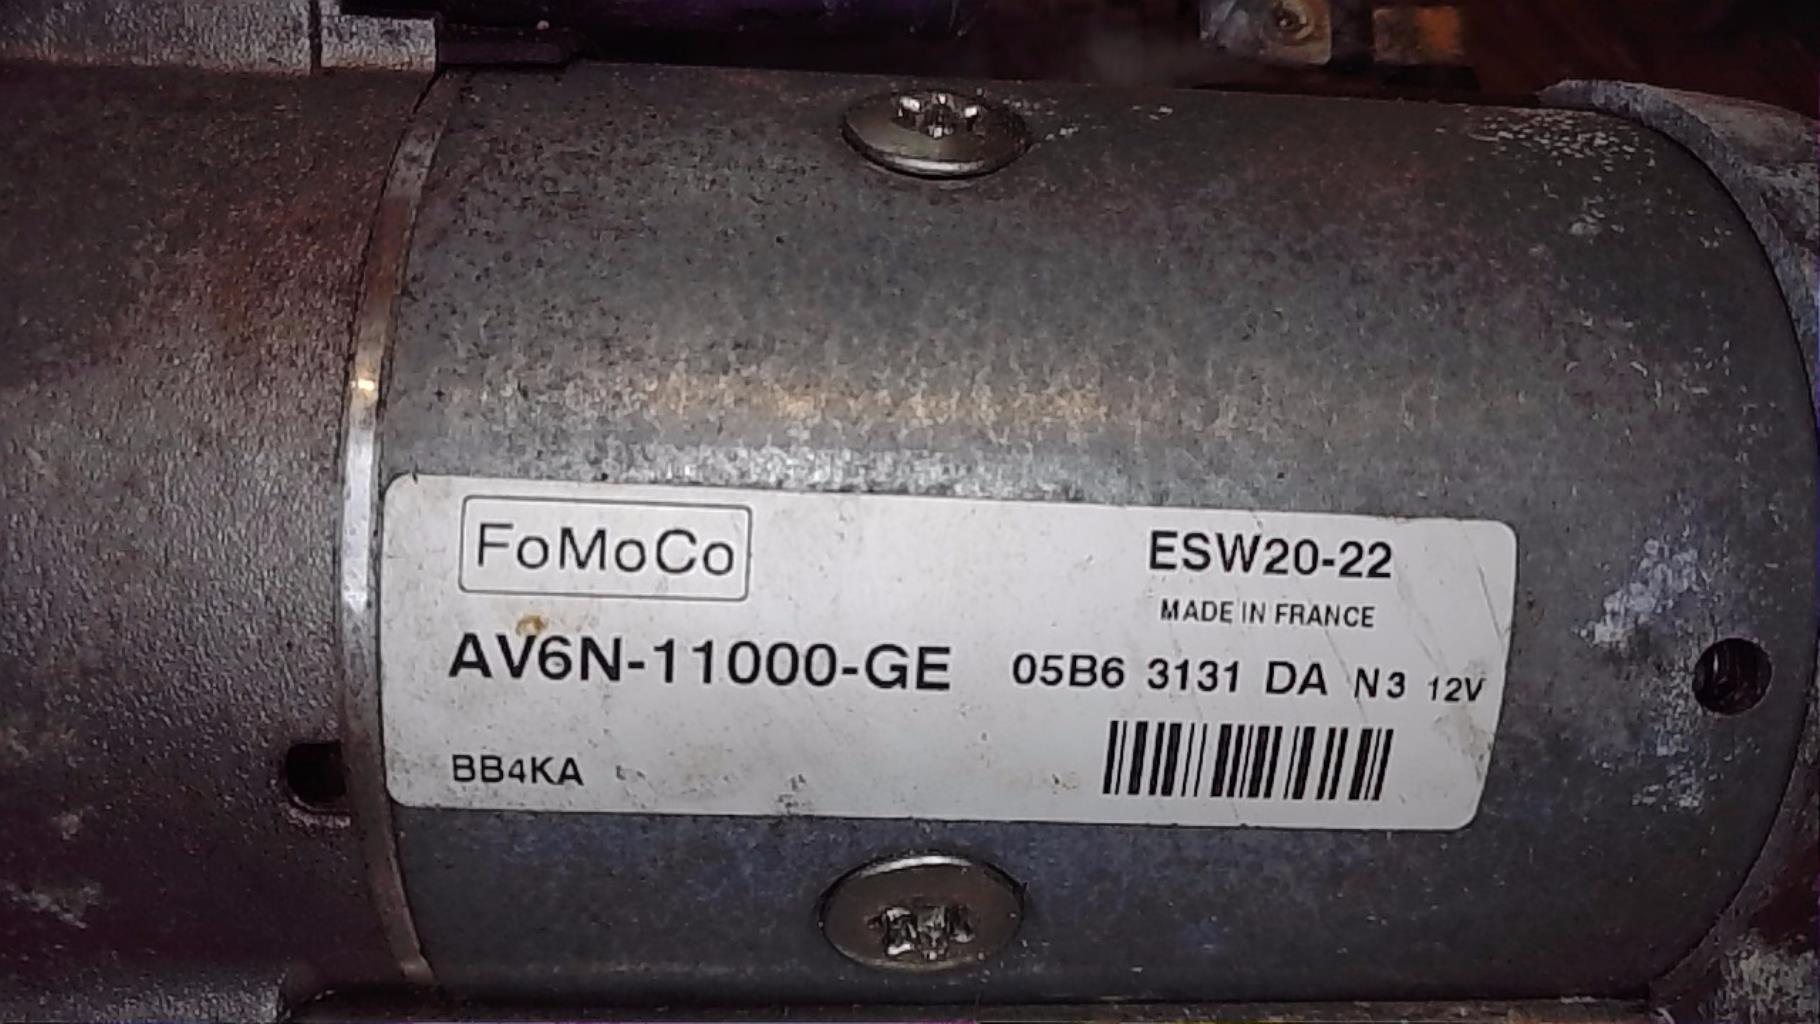 FoMoCo
ESW20-22
MADE IN FRANCE
AV6N-11000-GE 05B6 3131 DA N3 12V
BB4KA